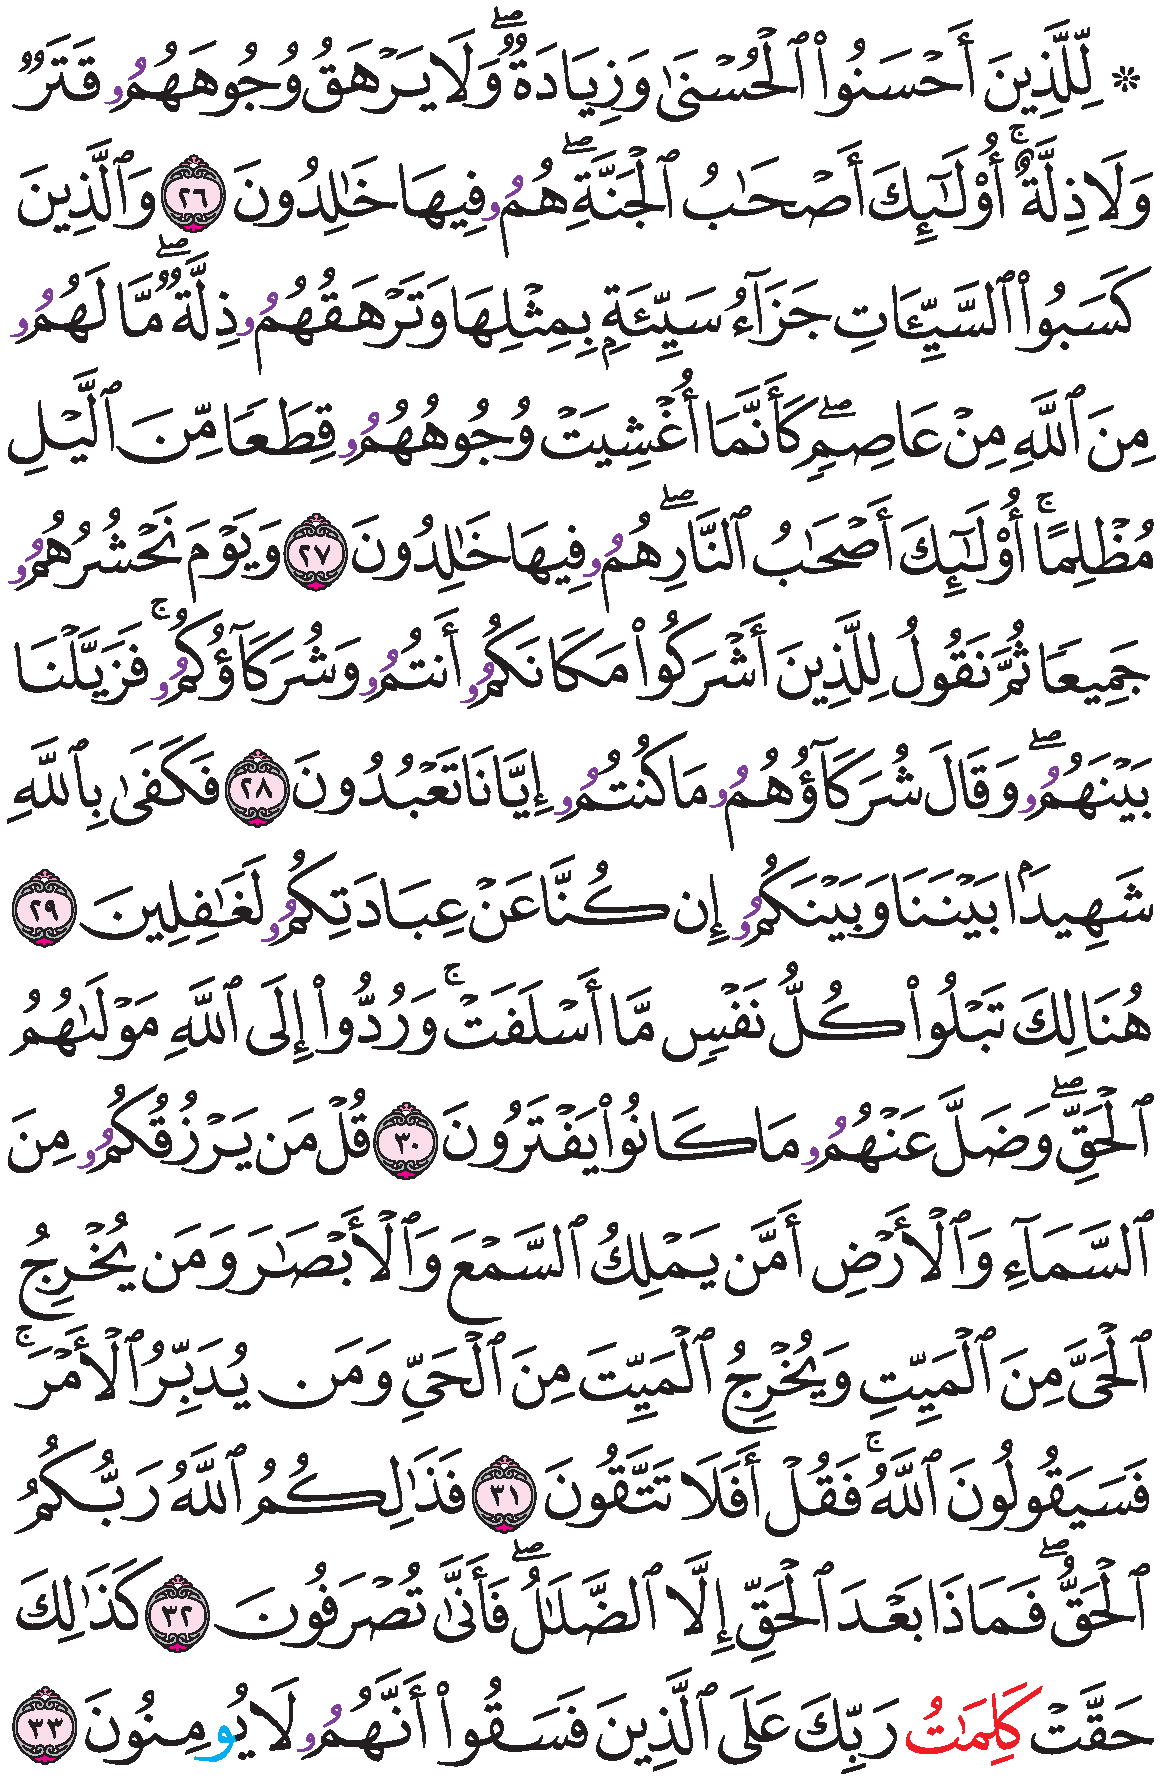 ۞ لِّلَّذِينَ أَحْسَنُواْ ٱلْحُسْنَىٰ وَزِيَادَةٌۖ وَلَا يَرْهَقُ وُجُوهَهُمُۥ قَتَرٌ
وَلَا ذِلَّةٌۚ أُوْلَـٰٓئِكَ أَصْحَـٰبُ ٱلْجَنَّةِۖ هُمُۥ فِيهَا خَـٰلِدُونَ ٢٦ وَٱلَّذِينَ
كَسَبُواْ ٱلسَّيِّـَٔاتِ جَزَآءُ سَيِّئَةِۭ بِمِثْلِهَا وَتَرْهَقُهُمُۥ ذِلَّةٌۖ مَّا لَهُمُۥ
مِنَ ٱللَّهِ مِنْ عَاصِمٍۖ كَأَنَّمَا أُغْشِيَتْ وُجُوهُهُمُۥ قِطَعًا مِّنَ ٱلَّيْلِ
مُظْلِمًاۚ أُوْلَـٰٓئِكَ أَصْحَـٰبُ ٱلنَّارِۖ هُمُۥ فِيهَا خَـٰلِدُونَ ٢٧ وَيَوْمَ نَحْشُرُهُمُۥ
جَمِيعًا ثُمَّ نَقُولُ لِلَّذِينَ أَشْرَكُواْ مَكَانَكُمُۥ أَنتُمُۥ وَشُرَكَآؤُكُمُۥۚ فَزَيَّلْنَا
بَيْنَهُمُۥۖ وَقَالَ شُرَكَآؤُهُمُۥ مَا كُنتُمُۥ إِيَّانَا تَعْبُدُونَ ٢٨ فَكَفَىٰ بِٱللَّهِ
شَهِيدَۢا بَيْنَنَا وَبَيْنَكُمُۥ إِن كُنَّا عَنْ عِبَادَتِكُمُۥ لَغَـٰفِلِينَ ٢٩
هُنَالِكَ تَبْلُواْ كُلُّ نَفْسٍ مَّا أَسْلَفَتْۚ وَرُدُّواْ إِلَى ٱللَّهِ مَوْلَىٰهُمُ
ٱلْحَقِّۖ وَضَلَّ عَنْهُمُۥ مَا كَانُواْ يَفْتَرُونَ ٣٠ قُلْ مَن يَرْزُقُكُمُۥ مِنَ
ٱلسَّمَآءِ وَٱلْأَرْضِ أَمَّن يَمْلِكُ ٱلسَّمْعَ وَٱلْأَبْصَـٰرَ وَمَن يُخْرِجُ
ٱلْحَىَّ مِنَ ٱلْمَيِّتِ وَيُخْرِجُ ٱلْمَيِّتَ مِنَ ٱلْحَىِّ وَمَن يُدَبِّرُ ٱلْأَمْرَۚ
فَسَيَقُولُونَ ٱللَّهُۚ فَقُلْ أَفَلَا تَتَّقُونَ ٣١ فَذَٰلِكُمُ ٱللَّهُ رَبُّكُمُ
ٱلْحَقُّۖ فَمَاذَا بَعْدَ ٱلْحَقِّ إِلَّا ٱلضَّلَـٰلُۖ فَأَنَّىٰ تُصْرَفُونَ ٣٢ كَذَٰلِكَ
حَقَّتْ كَلِمَـٰتُ رَبِّكَ عَلَى ٱلَّذِينَ فَسَقُواْ أَنَّهُمُۥ لَا يُومِنُونَ ٣٣